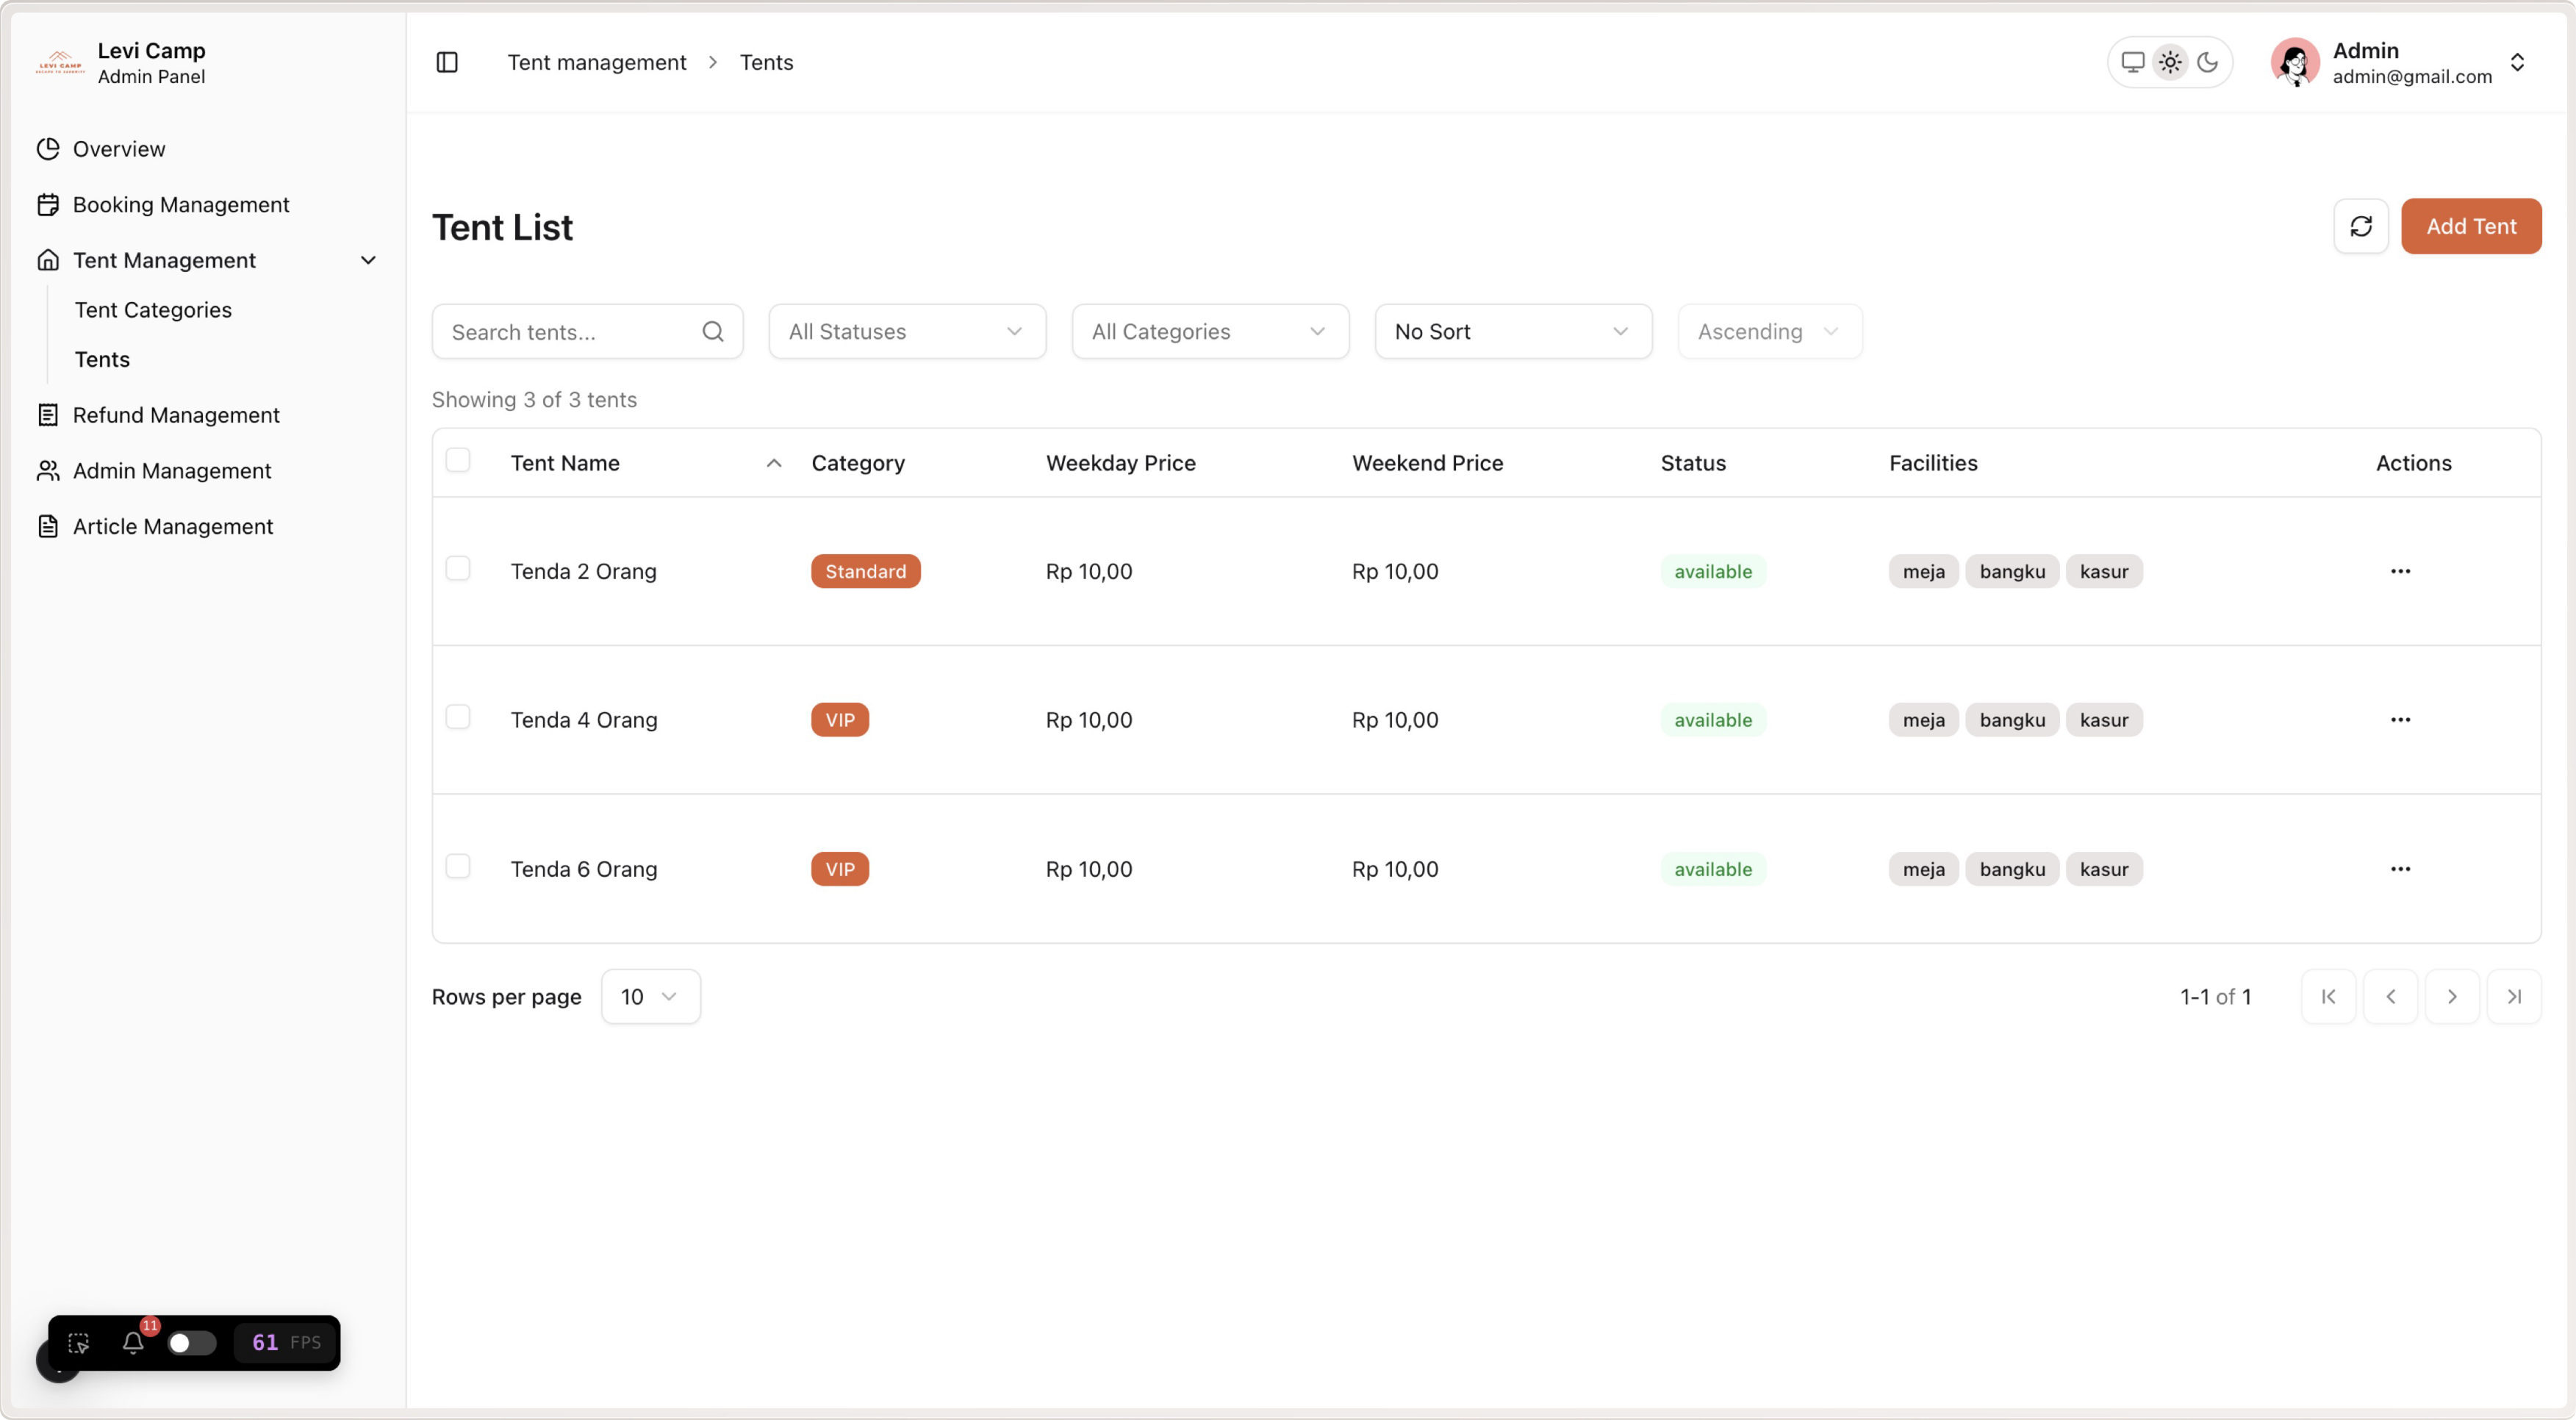 Levi Camp
Admin Panel
LEVI CAMP
Overview
Booking Management
Tent Management
Tent Categories
Tents
Refund Management
Admin Management
Article Management
Tent management > Tents
Admin
admin@gmail.com
Tent List
Add Tent
Search tents...
All Statuses
All Categories
No Sort
Ascending
Showing 3 of 3 tents
Tent Name Category Weekday Price Weekend Price Status Facilities Actions
Tenda 2 Orang Standard Rp 10,00 Rp 10,00 available meja bangku kasur
Tenda 4 Orang VIP Rp 10,00 Rp 10,00 available meja bangku kasur
Tenda 6 Orang VIP Rp 10,00 Rp 10,00 available meja bangku kasur
Rows per page 10 1-1 of 1
11
61 FPS